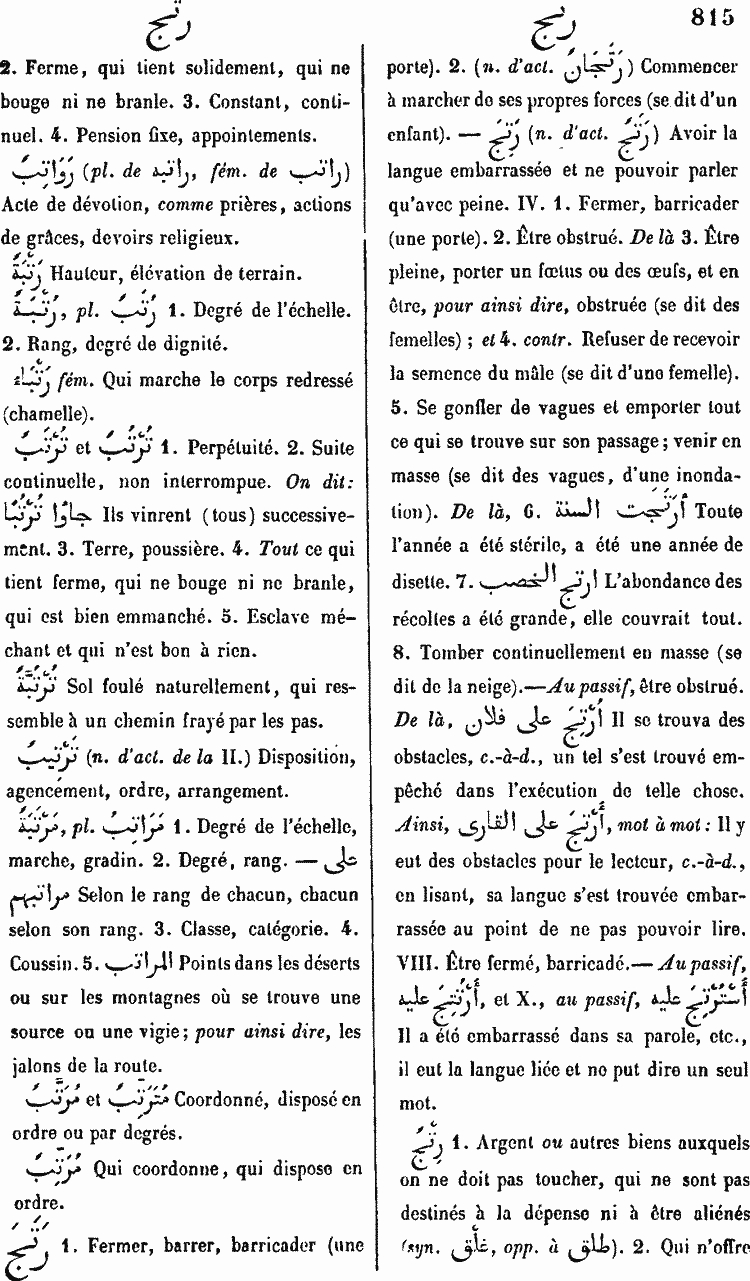 رتج
رتج
815
2. Ferme, qui tient solidement, qui ne
bouge ni ne branle. 3. Constant, conti-
nuel. 4. Pension fixe, appointements.
رَوَاتِبُ (pl. de راتبة, fém. de راتب)
Acte de dévotion, comme prières, actions
de grâces, devoirs religieux.
رَتْبَةٌ Hauteur, élévation de terrain.
رُتْبَةٌ, pl. رُتَبٌ 1. Degré de l'échelle.
2. Rang, degré de dignité.
رَتْبَاءُ fém. Qui marche le corps redressé
(chamelle).
تُرْتُبٌ et تُرْتَبٌ 1. Perpétuité. 2. Suite
continuelle, non interrompue. On dit:
جاؤا تُرْتُبًا Ils vinrent (tous) successive-
ment. 3. Terre, poussière. 4. Tout ce qui
tient ferme, qui ne bouge ni ne branle,
qui est bien emmanché. 5. Esclave mé-
chant et qui n'est bon à rien.
تُرْتُبَةٌ Sol foulé naturellement, qui res-
semble à un chemin frayé par les pas.
تَرْتِيبٌ (n. d'act. de la II.) Disposition,
agencement, ordre, arrangement.
مَرْتَبَةٌ, pl. مَرَاتِبُ 1. Degré de l'échelle,
marche, gradin. 2. Degré, rang. — على
مراتبهم Selon le rang de chacun, chacun
selon son rang. 3. Classe, catégorie. 4.
Coussin. 5. المراتب Points dans les déserts
ou sur les montagnes où se trouve une
source ou une vigie; pour ainsi dire, les
jalons de la route.
مُرَتَّبٌ et مُتَرَتِّبٌ Coordonné, disposé en
ordre ou par degrés.
مُرَتِّبٌ Qui coordonne, qui dispose en
ordre.
رَتَجَ 1. Fermer, barrer, barricader (une
porte). 2. (n. d'act. رَتَجَانٌ) Commencer
à marcher de ses propres forces (se dit d'un
enfant). — رَتِجَ (n. d'act. رَتَجٌ) Avoir la
langue embarrassée et ne pouvoir parler
qu'avec peine. IV. 1. Fermer, barricader
(une porte). 2. Être obstrué. De là 3. Être
pleine, porter un fœtus ou des œufs, et en
être, pour ainsi dire, obstruée (se dit des
femelles); et 4. contr. Refuser de recevoir
la semence du mâle (se dit d'une femelle).
5. Se gonfler de vagues et emporter tout
ce qui se trouve sur son passage; venir en
masse (se dit des vagues, d'une inonda-
tion). De là, 6. أَرْتَجَت السنة Toute
l'année a été stérile, a été une année de
disette. 7. ارتج الخصب L'abondance des
récoltes a été grande, elle couvrait tout.
8. Tomber continuellement en masse (se
dit de la neige).—Au passif, être obstrué.
De là, أُرْتِجَ على فلان Il se trouva des
obstacles, c.-à-d., un tel s'est trouvé em-
pêché dans l'exécution de telle chose.
Ainsi, أُرْتِجَ على القارى, mot à mot: Il y
eut des obstacles pour le lecteur, c.-à-d.,
en lisant, sa langue s'est trouvée embar-
rassée au point de ne pas pouvoir lire.
VIII. Être fermé, barricadé.— Au passif,
أُرْتُتِجَ عليه, et X., au passif, أُسْتُرْتِجَ عليه
Il a été embarrassé dans sa parole, etc.,
il eut la langue liée et ne put dire un seul
mot.
رِتْجٌ 1. Argent ou autres biens auxquels
on ne doit pas toucher, qui ne sont pas
destinés à la dépense ni à être aliénés
(syn. غلق, opp. à طلق). 2. Qui n'offre